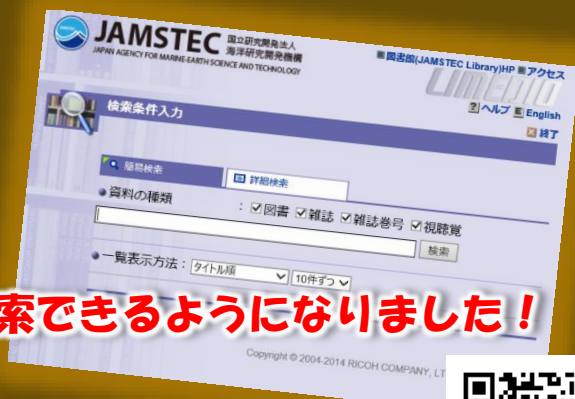 JAMSTEC 国立研究開発法人
海洋研究開発機構
JAPAN AGENCY FOR MARINE-EARTH SCIENCE AND TECHNOLOGY
■図書館(JAMSTEC Library)HP ■アクセス
LIMEDIO
? ヘルプ E English
終了
検索条件入力
簡易検索 詳細検索
●資料の種類 : ☑図書 ☑雑誌 ☑雑誌巻号 ☑視聴覚
検索
●一覧表示方法: タイトル順 10件ずつ
索できるようになりました!
Copyright © 2004-2014 RICOH COMPANY, LT